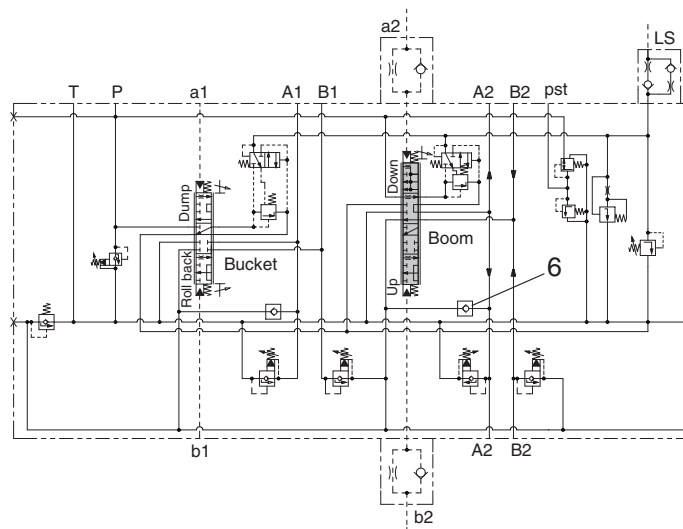 a2
LS
T P a1 A1 B1 A2 B2 pst
Dump
Down
Boom
Bucket
Roll back
Up
6
b1 A2 B2
b2